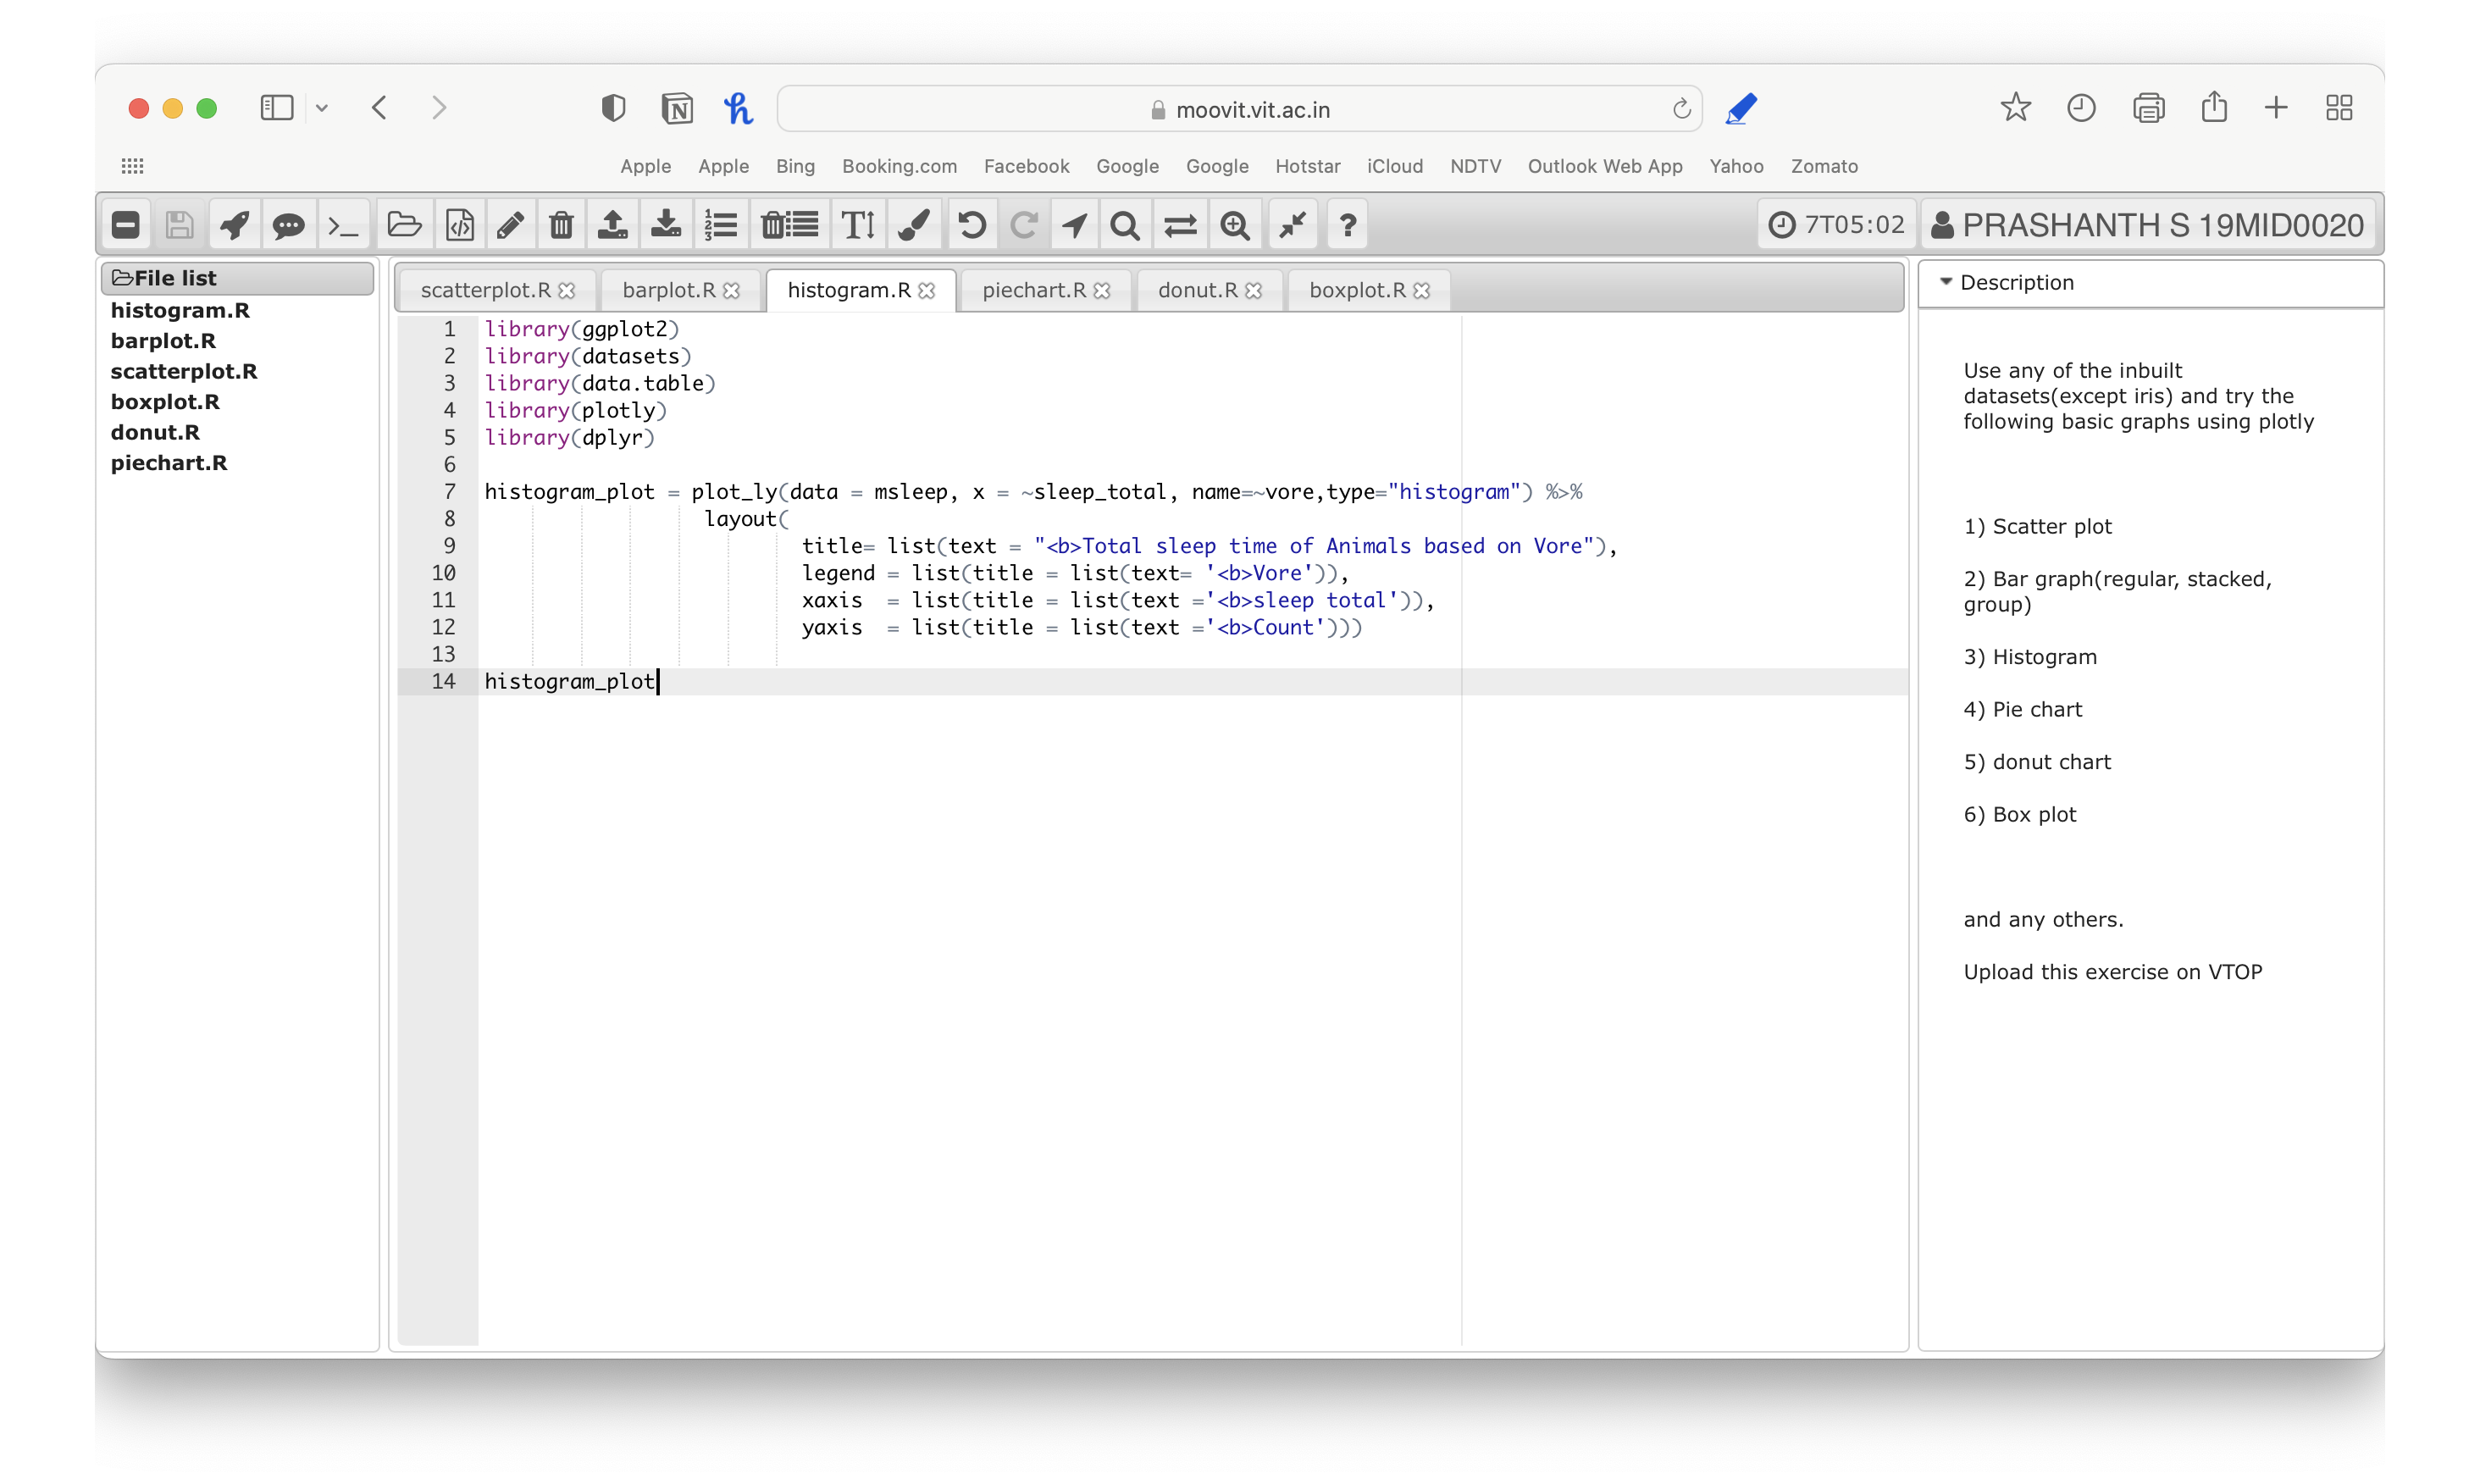 moovit.vit.ac.in
Apple Apple Bing Booking.com Facebook Google Google Hotstar iCloud NDTV Outlook Web App Yahoo Zomato
7T05:02 PRASHANTH S 19MID0020
File list
histogram.R
barplot.R
scatterplot.R
boxplot.R
donut.R
piechart.R
scatterplot.R barplot.R histogram.R piechart.R donut.R boxplot.R
1 library(ggplot2)
2 library(datasets)
3 library(data.table)
4 library(plotly)
5 library(dplyr)
6
7 histogram_plot = plot_ly(data = msleep, x = ~sleep_total, name=~vore,type="histogram") %>%
8 layout(
9 title= list(text = "<b>Total sleep time of Animals based on Vore"),
10 legend = list(title = list(text= '<b>Vore')),
11 xaxis  = list(title = list(text ='<b>sleep total')),
12 yaxis  = list(title = list(text ='<b>Count')))
13
14 histogram_plot
Description
Use any of the inbuilt
datasets(except iris) and try the
following basic graphs using plotly
1) Scatter plot
2) Bar graph(regular, stacked,
group)
3) Histogram
4) Pie chart
5) donut chart
6) Box plot
and any others.
Upload this exercise on VTOP